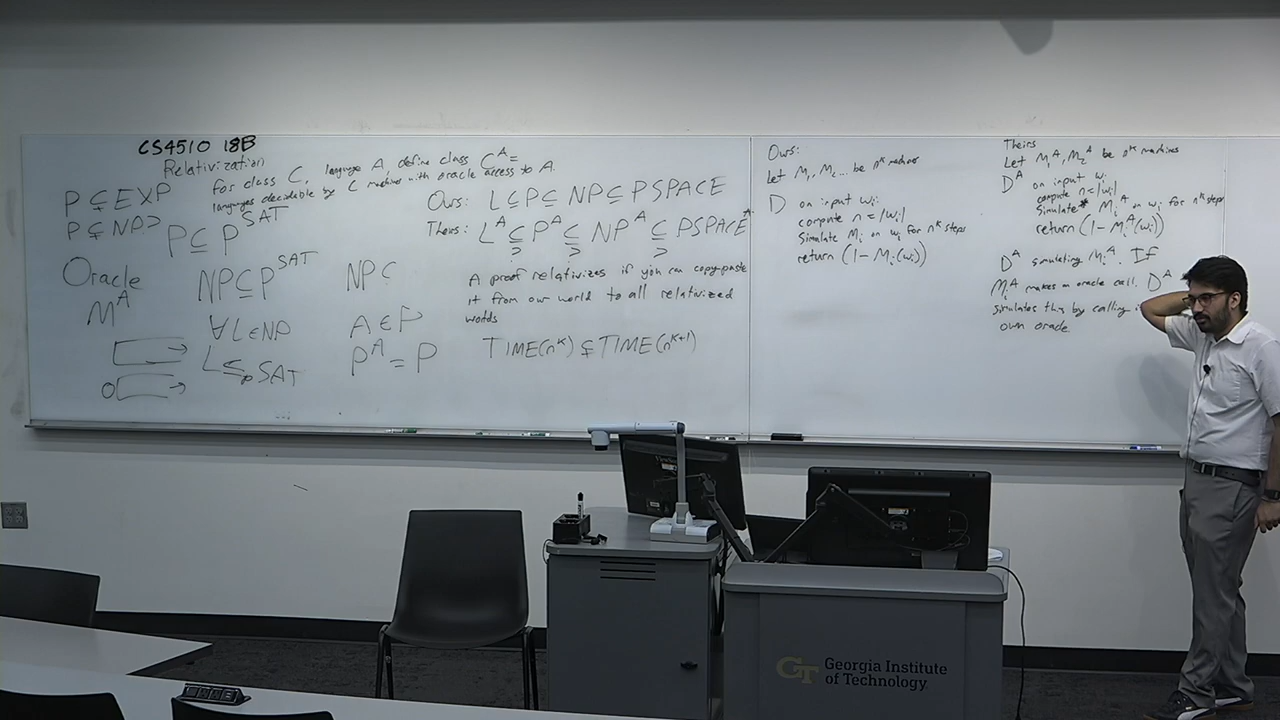 CS4510 18B
Relativization
for class C, language A, define class C^A =
languages decidable by C machine with oracle access to A.
P ⊊ EXP
P ⊊ NP?
P ⊆ P^SAT
Oracle
M^A
NP ⊆ P^SAT
∀L ∈ NP
L ≤p SAT
NP ⊆
A ∈ P
P^A = P
Ours: L ⊆ P ⊆ NP ⊆ PSPACE
Theirs: L^A ⊆ P^A ⊆ NP^A ⊆ PSPACE^A
? ? ?
A proof relativizes if you can copy-paste
it from our world to all relativized
worlds
TIME(n^k) ⊊ TIME(n^k+1)
Ours:
Let M₁, M₂... be n^k machines
D on input wᵢ:
compute n = |wᵢ|
Simulate Mᵢ on wᵢ for n^k steps
return (1 - Mᵢ(wᵢ))
Theirs
Let M₁^A, M₂^A be n^k machines
D^A on input wᵢ
compute n = |wᵢ|
Simulate* Mᵢ^A on wᵢ for n^k steps
return (1 - Mᵢ^A(wᵢ))
D^A simulating Mᵢ^A. If
Mᵢ^A makes an oracle call, D^A
simulates this by calling
own oracle
GT Georgia Institute
of Technology